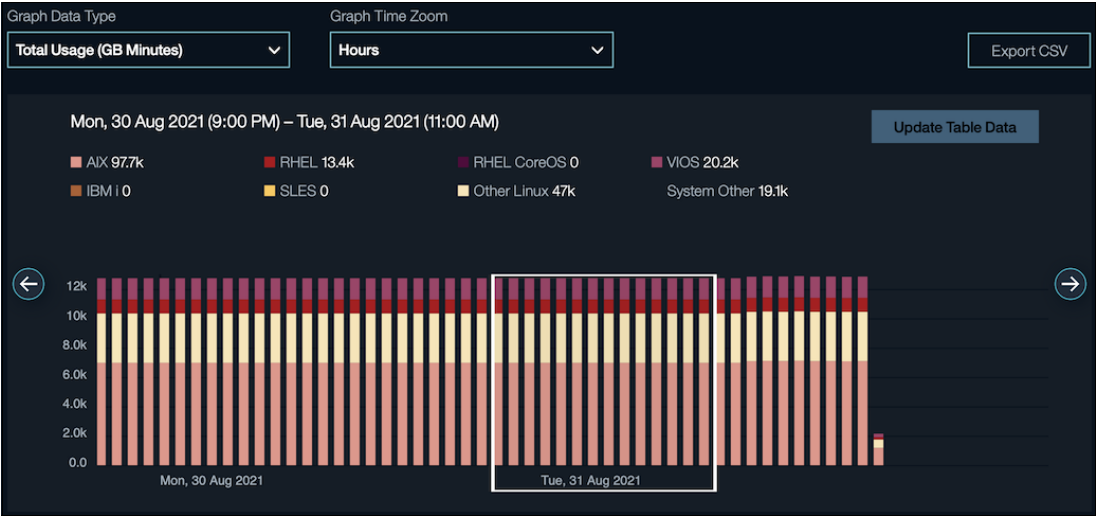 Graph Data Type
Graph Time Zoom
Total Usage (GB Minutes)
Hours
Export CSV
Mon, 30 Aug 2021 (9:00 PM) – Tue, 31 Aug 2021 (11:00 AM)
Update Table Data
AIX 97.7k
RHEL 13.4k
RHEL CoreOS 0
VIOS 20.2k
IBM i 0
SLES 0
Other Linux 47k
System Other 19.1k
12k
10k
8.0k
6.0k
4.0k
2.0k
0.0
Mon, 30 Aug 2021
Tue, 31 Aug 2021